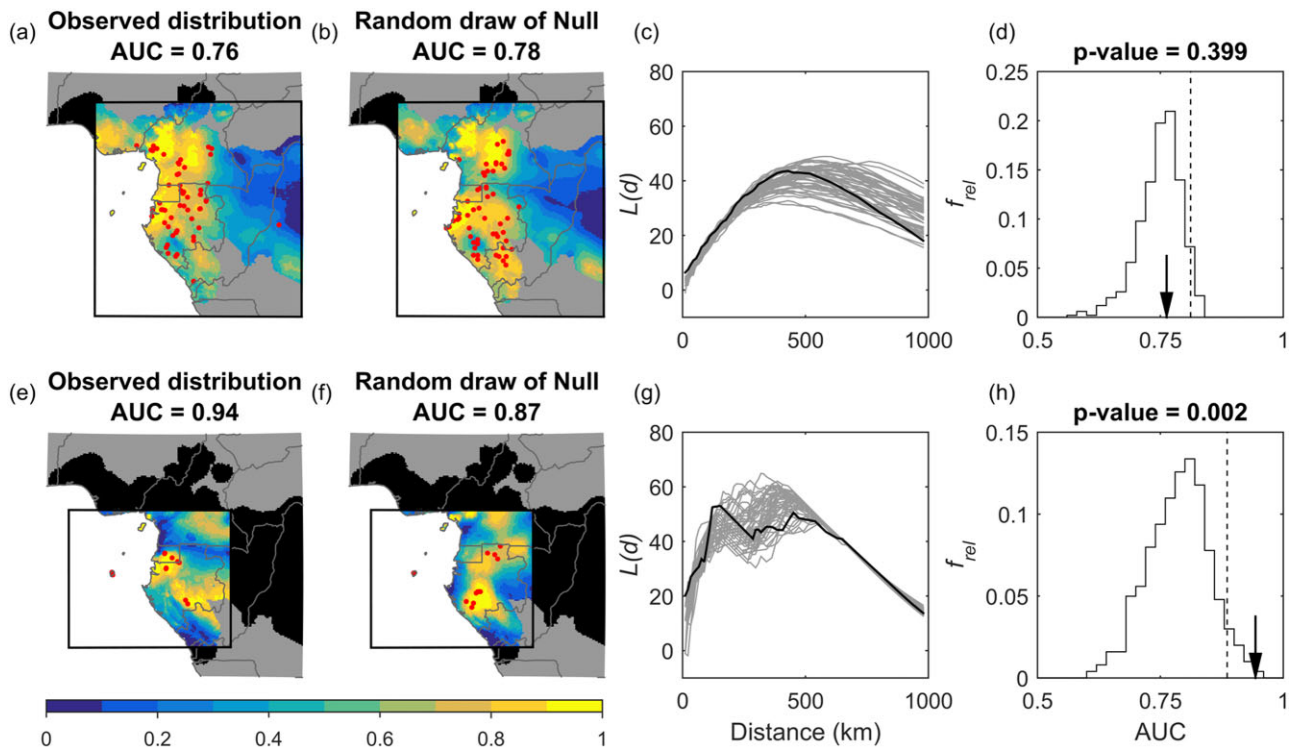 (a) Observed distribution
AUC = 0.76
(b) Random draw of Null
AUC = 0.78
(c)
80
60
40
20
0
L(d)
0 500 1000
(d) p-value = 0.399
0.25
0.2
0.15
0.1
0.05
0
f_rel
0.5 0.75 1
(e) Observed distribution
AUC = 0.94
(f) Random draw of Null
AUC = 0.87
(g)
80
60
40
20
0
L(d)
0 500 1000
Distance (km)
(h) p-value = 0.002
0.15
0.1
0.05
0
f_rel
0.5 0.75 1
AUC
0 0.2 0.4 0.6 0.8 1